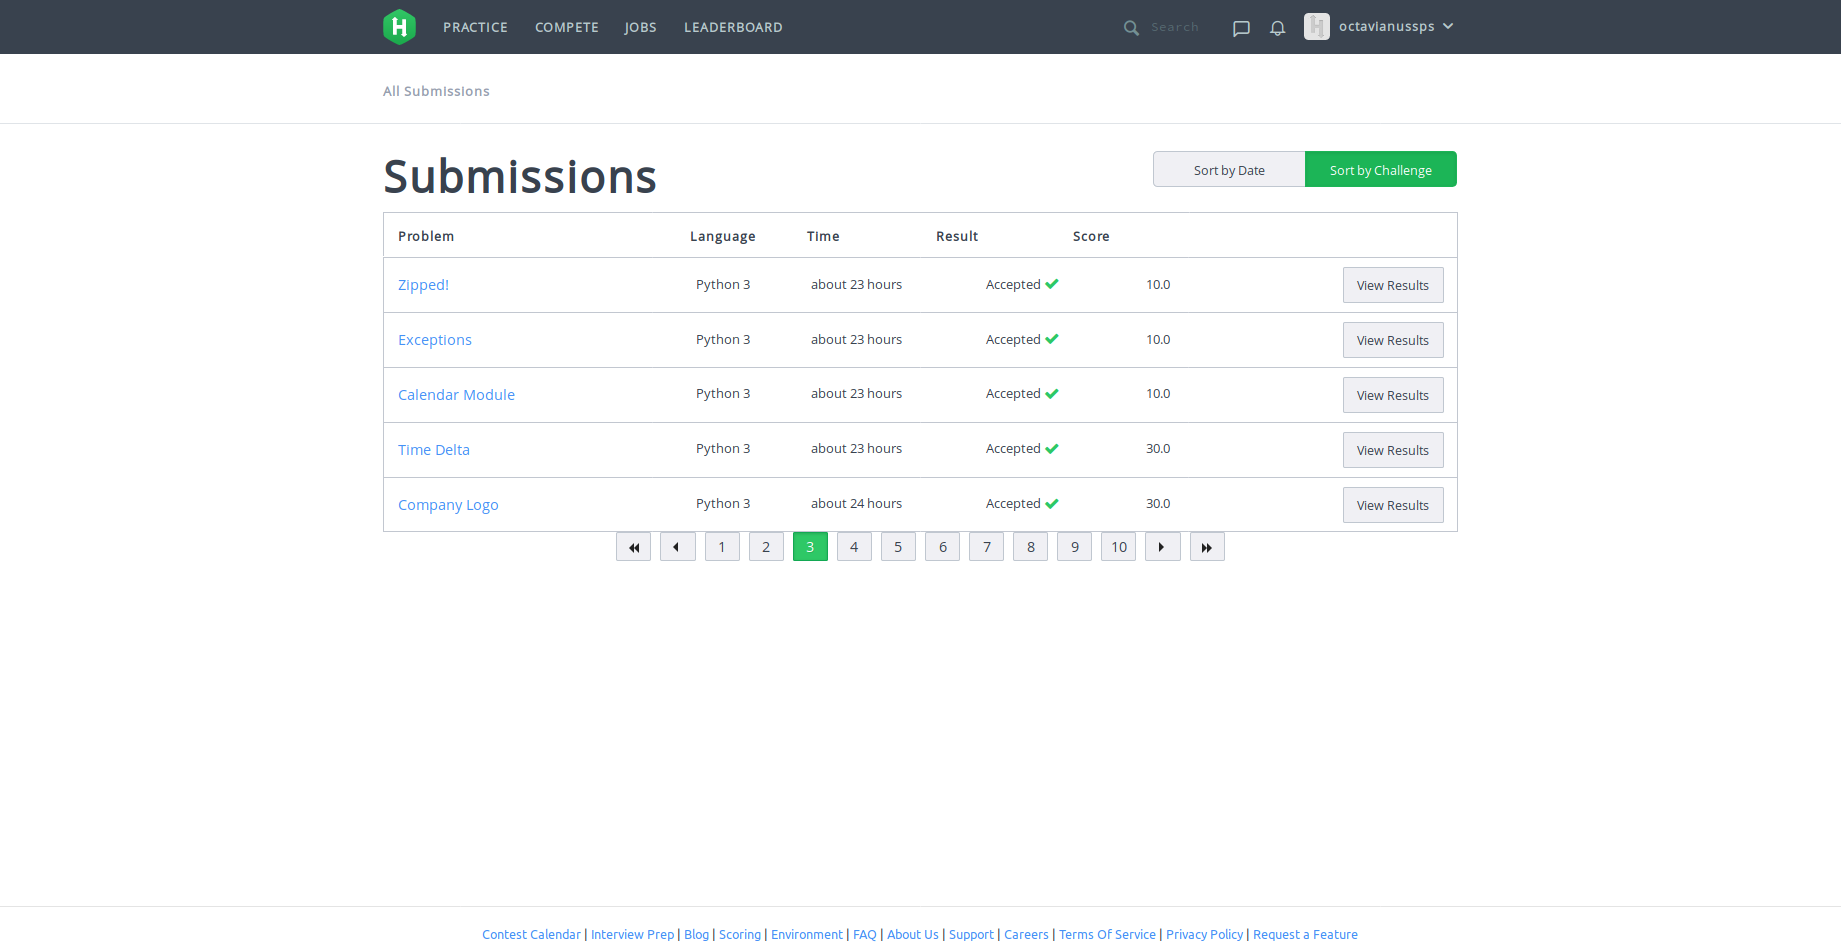 H PRACTICE COMPETE JOBS LEADERBOARD Search octavianussps
All Submissions
Submissions Sort by Date Sort by Challenge
Problem Language Time Result Score
Zipped! Python 3 about 23 hours Accepted 10.0 View Results
Exceptions Python 3 about 23 hours Accepted 10.0 View Results
Calendar Module Python 3 about 23 hours Accepted 10.0 View Results
Time Delta Python 3 about 23 hours Accepted 30.0 View Results
Company Logo Python 3 about 24 hours Accepted 30.0 View Results
1 2 3 4 5 6 7 8 9 10
Contest Calendar | Interview Prep | Blog | Scoring | Environment | FAQ | About Us | Support | Careers | Terms Of Service | Privacy Policy | Request a Feature